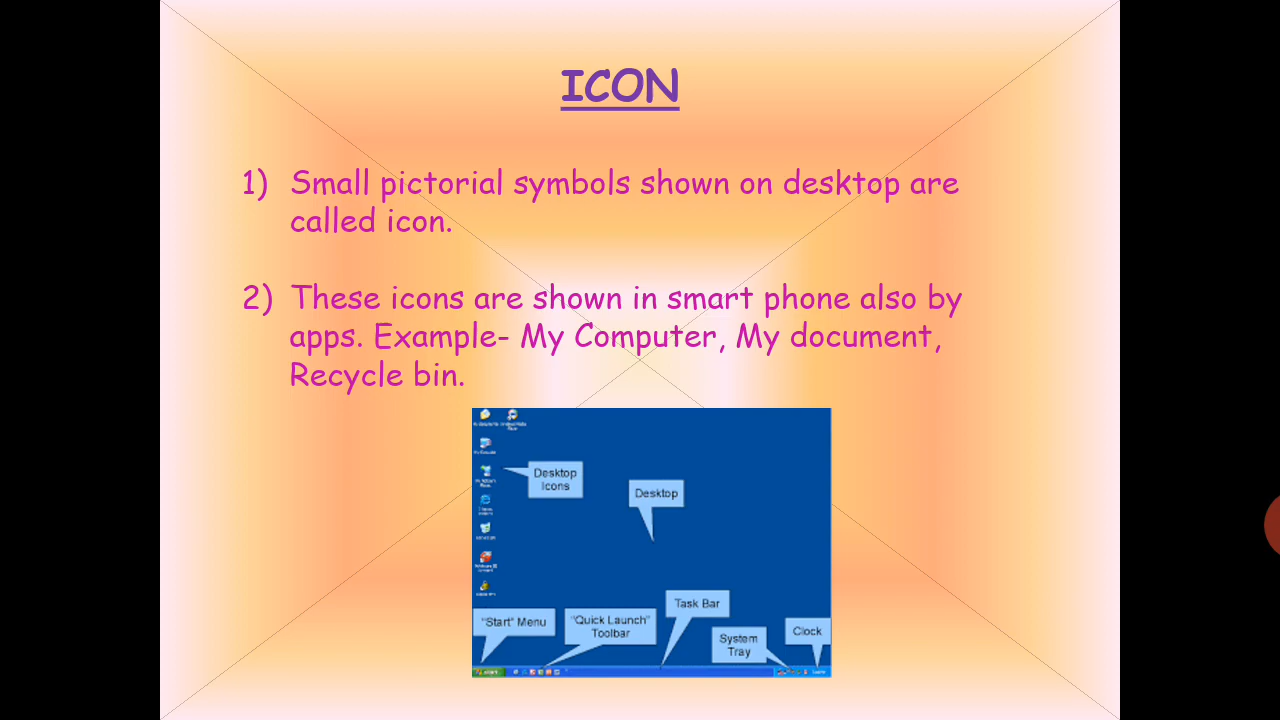 ICON
1) Small pictorial symbols shown on desktop are
called icon.
2) These icons are shown in smart phone also by
apps. Example- My Computer, My document,
Recycle bin.
Desktop
Icons
Desktop
Task Bar
"Start" Menu
"Quick Launch"
Toolbar
System
Tray
Clock